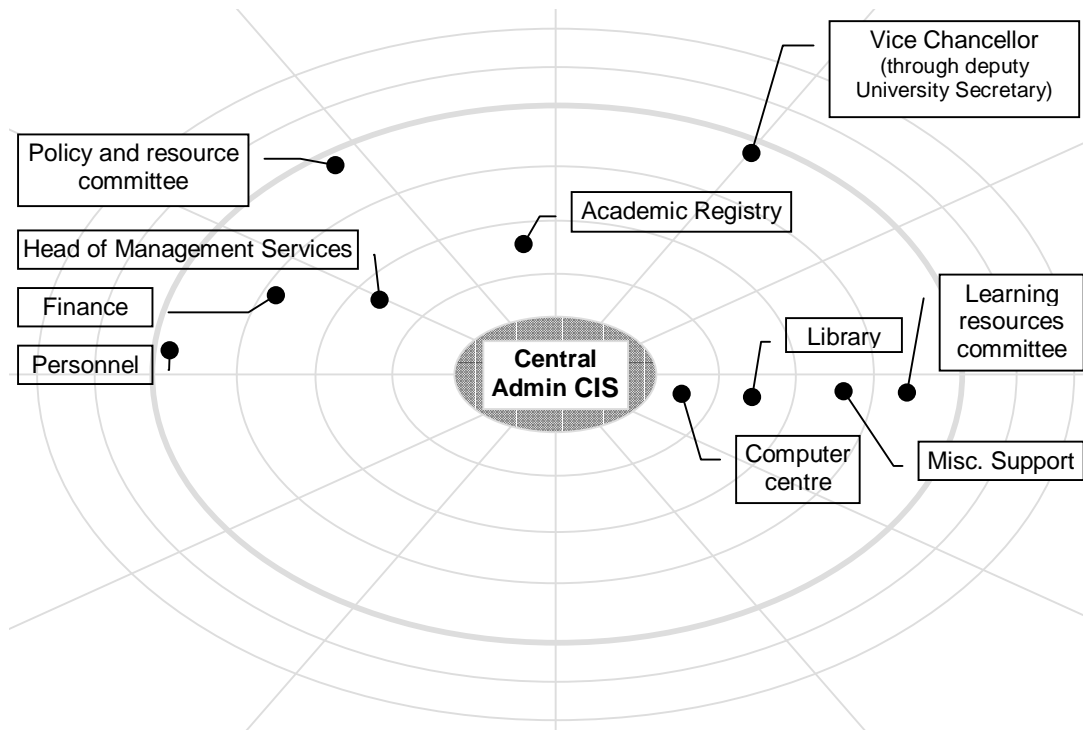 Vice Chancellor
(through deputy
University Secretary)
Policy and resource
committee
Academic Registry
Head of Management Services
Finance
Personnel
Learning
resources
committee
Library
Central
Admin CIS
Computer
centre
Misc. Support